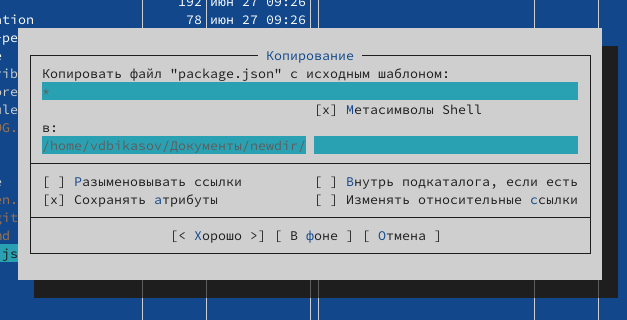 192 июн 27 09:26
ation 78 июн 27 09:26
Копирование
Копировать файл "package.json" с исходным шаблоном:
*
[x] Метасимволы Shell
в:
/home/vdbikasov/Документы/newdir/
[ ] Разыменовывать ссылки [ ] Внутрь подкаталога, если есть
[x] Сохранять атрибуты [ ] Изменять относительные ссылки
[< Хорошо >] [ В фоне ] [ Отмена ]